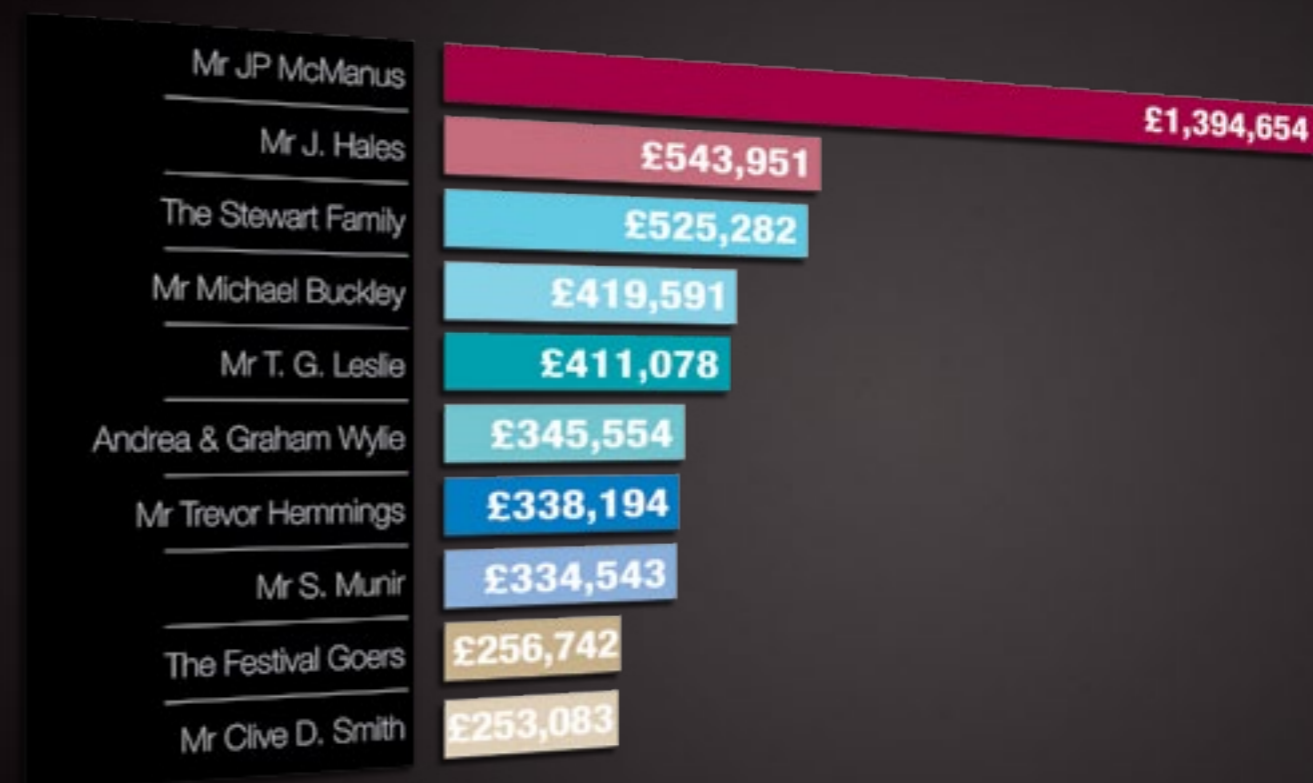 Mr JP McManus
£1,394,654
Mr J. Hales
£543,951
The Stewart Family
£525,282
Mr Michael Buckley
£419,591
Mr T. G. Leslie
£411,078
Andrea & Graham Wylie
£345,554
Mr Trevor Hemmings
£338,194
Mr S. Munir
£334,543
The Festival Goers
£256,742
Mr Clive D. Smith
£253,083